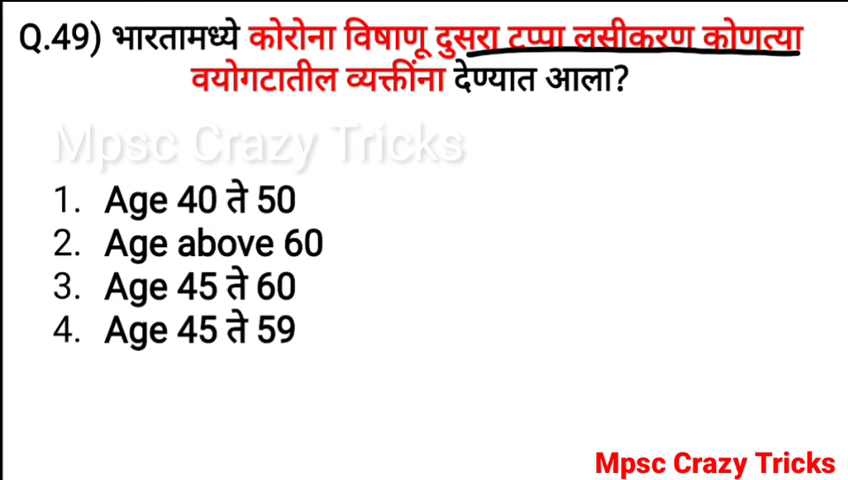 Q.49) भारतामध्ये कोरोना विषाणू दुसरा टप्पा लसीकरण कोणत्या
वयोगटातील व्यक्तींना देण्यात आला?
Mpsc Crazy Tricks
1. Age 40 ते 50
2. Age above 60
3. Age 45 ते 60
4. Age 45 ते 59
Mpsc Crazy Tricks